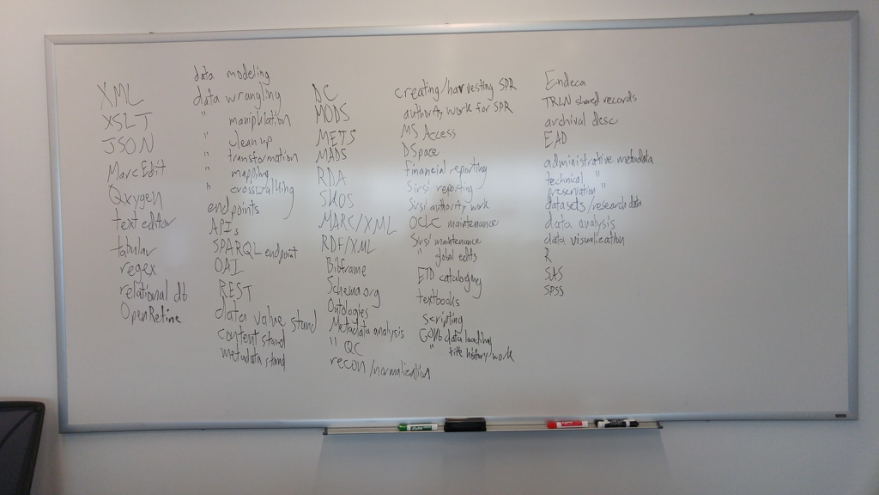 XML
XSLT
JSON
MarcEdit
Oxygen
text editor
tabular
regex
relational db
OpenRefine
data modeling
data wrangling
" manipulation
" cleanup
" transformation
" mapping
" crosswalking
endpoints
APIs
SPARQL endpoint
OAI
REST
data value stand
content stand
metadata stand
DC
MODS
METS
MADS
RDA
SKOS
MARC/XML
RDF/XML
Bibframe
Schema.org
Ontologies
Metadata analysis
" QC
recon/normalization
creating/harvesting SPR
authority work for SPR
MS Access
DSpace
financial reporting
Sirsi reporting
Sirsi authority work
OCLC maintenance
Sirsi maintenance
" global edits
ETD cataloging
textbooks
scripting
data loading
" title history/work
Endeca
TRLN shared records
archival desc
EAD
administrative metadata
technical "
preservation "
datasets/research data
data analysis
data visualization
R
SAS
SPSS